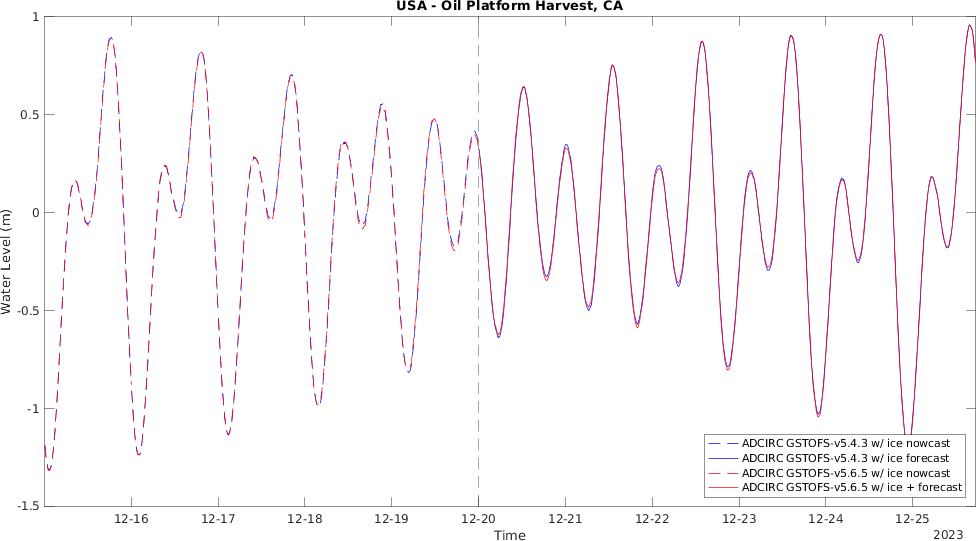 USA - Oil Platform Harvest, CA
Water Level (m)
1
0.5
0
-0.5
-1
-1.5
12-16 12-17 12-18 12-19 12-20 12-21 12-22 12-23 12-24 12-25
Time
2023
ADCIRC GSTOFS-v5.4.3 w/ ice nowcast
ADCIRC GSTOFS-v5.4.3 w/ ice forecast
ADCIRC GSTOFS-v5.6.5 w/ ice nowcast
ADCIRC GSTOFS-v5.6.5 w/ ice + forecast